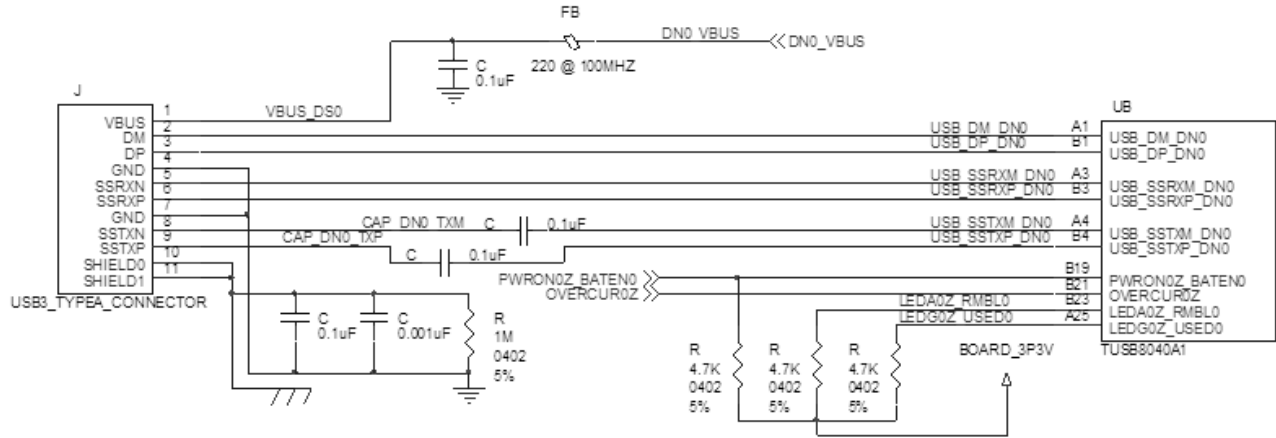 FB
DN0_VBUS
DN0_VBUS
C
0.1uF
220 @ 100MHZ
J
1
VBUS_DS0
VBUS
2
DM
3
DP
4
GND
5
SSRXN
6
SSRXP
7
GND
8
SSTXN
9
SSTXP
10
SHIELD0
11
SHIELD1
USB3_TYPEA_CONNECTOR
UB
USB_DM_DN0
A1
USB_DM_DN0
USB_DP_DN0
B1
USB_DP_DN0
USB_SSRXM_DN0
A3
USB_SSRXM_DN0
USB_SSRXP_DN0
B3
USB_SSRXP_DN0
CAP_DN0_TXM
C
0.1uF
USB_SSTXM_DN0
A4
USB_SSTXM_DN0
CAP_DN0_TXP
C
0.1uF
USB_SSTXP_DN0
B4
USB_SSTXP_DN0
PWRON0Z_BATEN0
B19
PWRON0Z_BATEN0
OVERCUR0Z
B21
OVERCUR0Z
LEDA0Z_RMBL0
B23
LEDA0Z_RMBL0
LEDG0Z_USED0
A25
LEDG0Z_USED0
TUSB8040A1
C
0.1uF
C
0.001uF
R
1M
0402
5%
R
4.7K
0402
5%
R
4.7K
0402
5%
R
4.7K
0402
5%
BOARD_3P3V